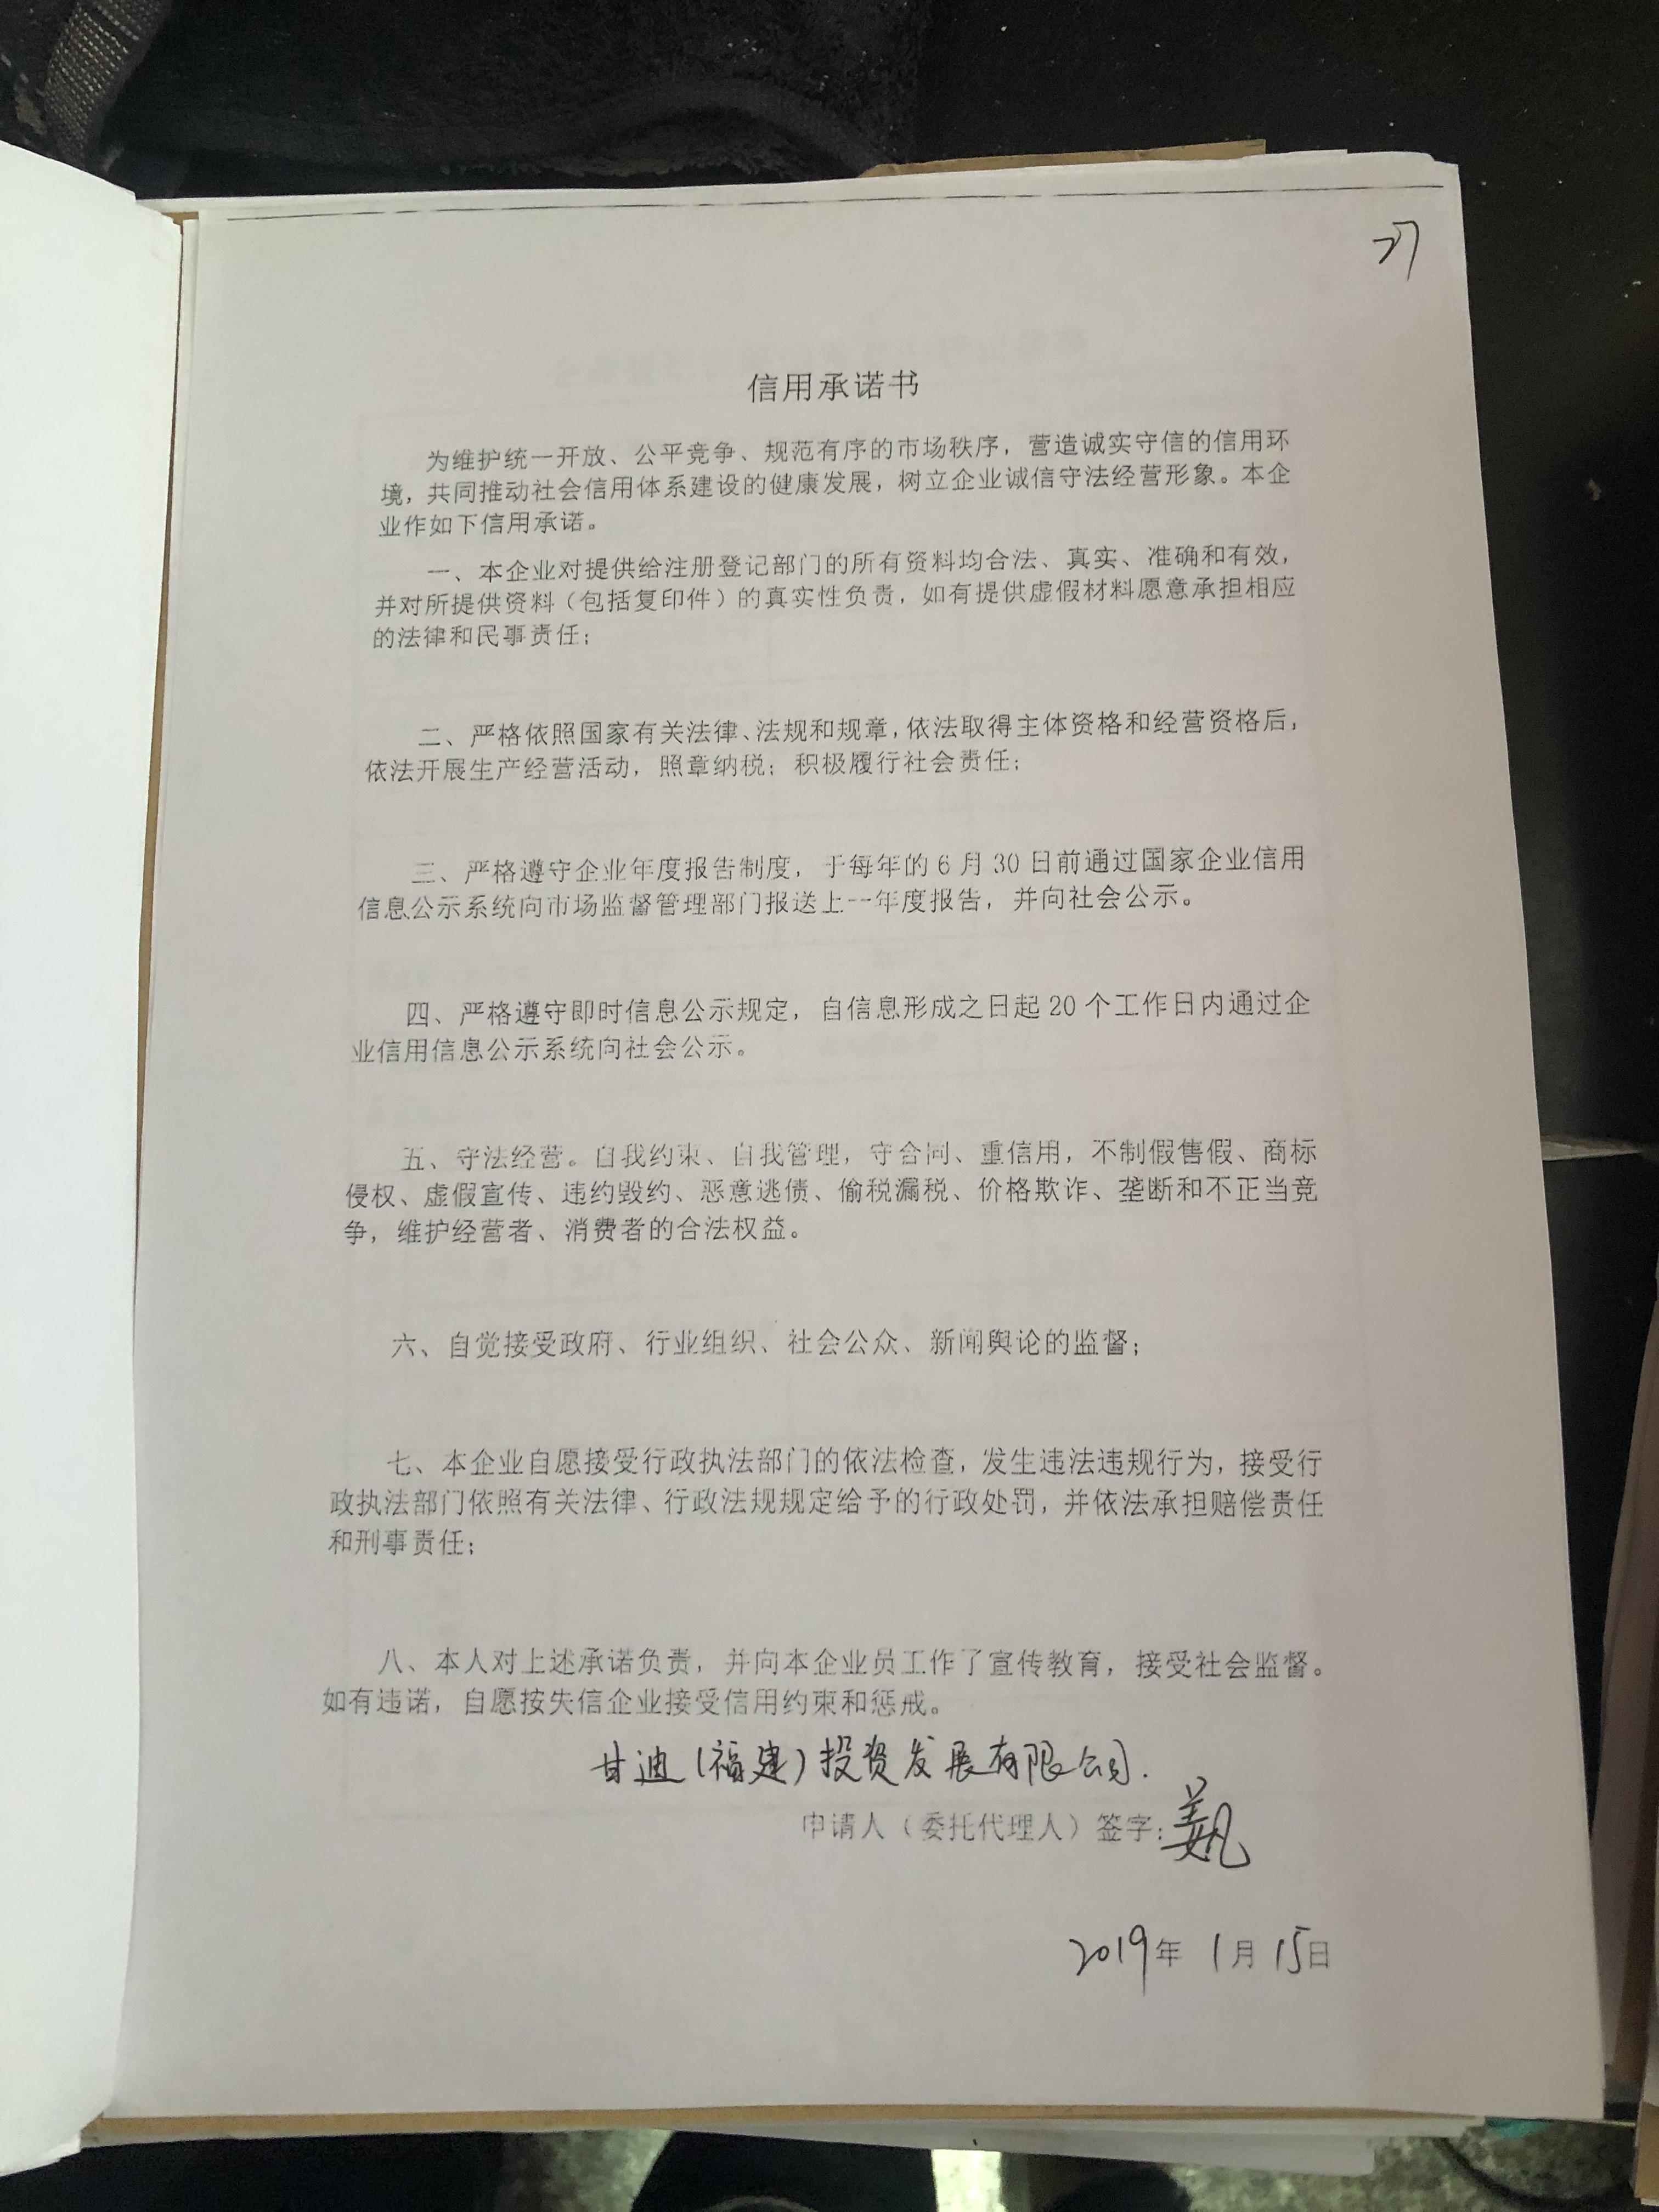 27
信用承诺书
为维护统一开放、公平竞争、规范有序的市场秩序，营造诚实守信的信用环
境，共同推动社会信用体系建设的健康发展，树立企业诚信守法经营形象。本企
业作如下信用承诺。
一、本企业对提供给注册登记部门的所有资料均合法、真实、准确和有效，
并对所提供资料（包括复印件）的真实性负责，如有提供虚假材料愿意承担相应
的法律和民事责任；
二、严格依照国家有关法律、法规和规章，依法取得主体资格和经营资格后，
依法开展生产经营活动，照章纳税；积极履行社会责任；
三、严格遵守企业年度报告制度，于每年的6月30日前通过国家企业信用
信息公示系统向市场监督管理部门报送上一年度报告，并向社会公示。
四、严格遵守即时信息公示规定，自信息形成之日起20个工作日内通过企
业信用信息公示系统向社会公示。
五、守法经营。自我约束、自我管理，守合同、重信用，不制假售假、商标
侵权、虚假宣传、违约毁约、恶意逃债、偷税漏税、价格欺诈、垄断和不正当竞
争，维护经营者、消费者的合法权益。
六、自觉接受政府、行业组织、社会公众、新闻舆论的监督；
七、本企业自愿接受行政执法部门的依法检查，发生违法违规行为，接受行
政执法部门依照有关法律、行政法规规定给予的行政处罚，并依法承担赔偿责任
和刑事责任；
八、本人对上述承诺负责，并向本企业员工作了宣传教育，接受社会监督。
如有违诺，自愿按失信企业接受信用约束和惩戒。
甘迪（福建）投资发展有限公司.
申请人（委托代理人）签字：
2019年1月15日